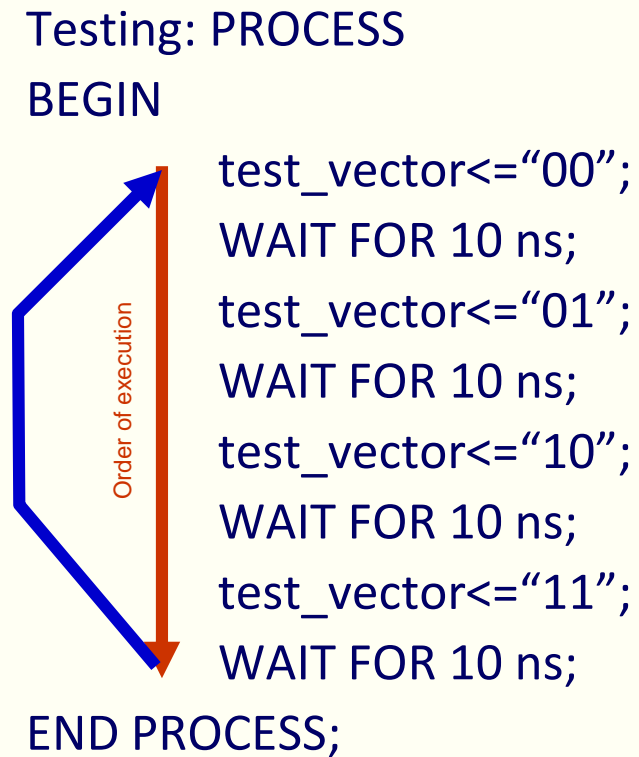 Testing: PROCESS
BEGIN
test_vector<=“00”;
WAIT FOR 10 ns;
test_vector<=“01”;
WAIT FOR 10 ns;
test_vector<=“10”;
WAIT FOR 10 ns;
test_vector<=“11”;
WAIT FOR 10 ns;
END PROCESS;
Order of execution